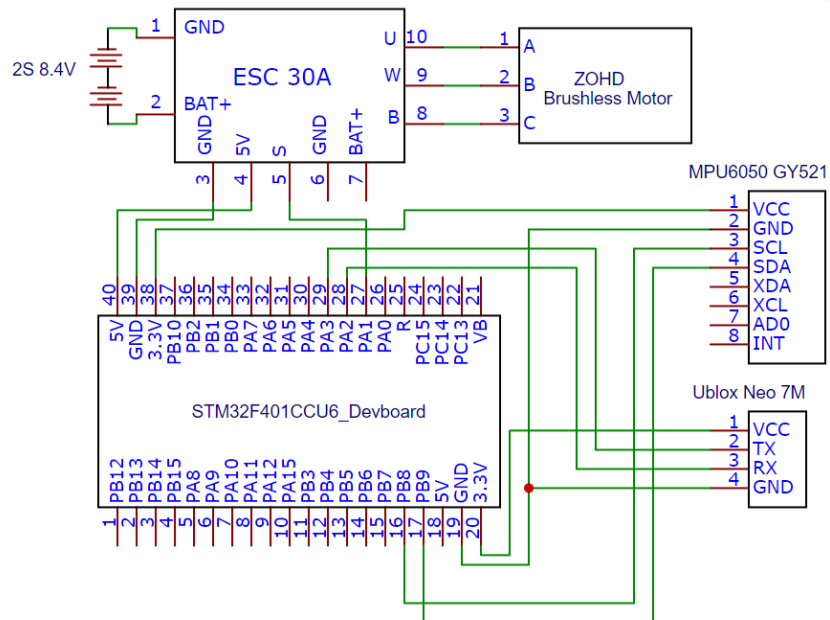 1 GND
2S 8.4V
2 BAT+
ESC 30A
U 10
W 9
B 8
GND 5V S GND BAT+
3 4 5 6 7
1 A
2 B
3 C
ZOHD
Brushless Motor
MPU6050 GY521
1 VCC
2 GND
3 SCL
4 SDA
5 XDA
6 XCL
7 AD0
8 INT
40 39 38 37 36 35 34 33 32 31 30 29 28 27 26 25 24 23 22 21
5V GND 3.3V PB10 PB2 PB1 PB0 PA7 PA6 PA5 PA4 PA3 PA2 PA1 PA0 R PC15 PC14 PC13 VB
STM32F401CCU6_Devboard
PB12 PB13 PB14 PB15 PA8 PA9 PA10 PA11 PA12 PA15 PB3 PB4 PB5 PB6 PB7 PB8 PB9 5V GND 3.3V
1 2 3 4 5 6 7 8 9 10 11 12 13 14 15 16 17 18 19 20
Ublox Neo 7M
1 VCC
2 TX
3 RX
4 GND